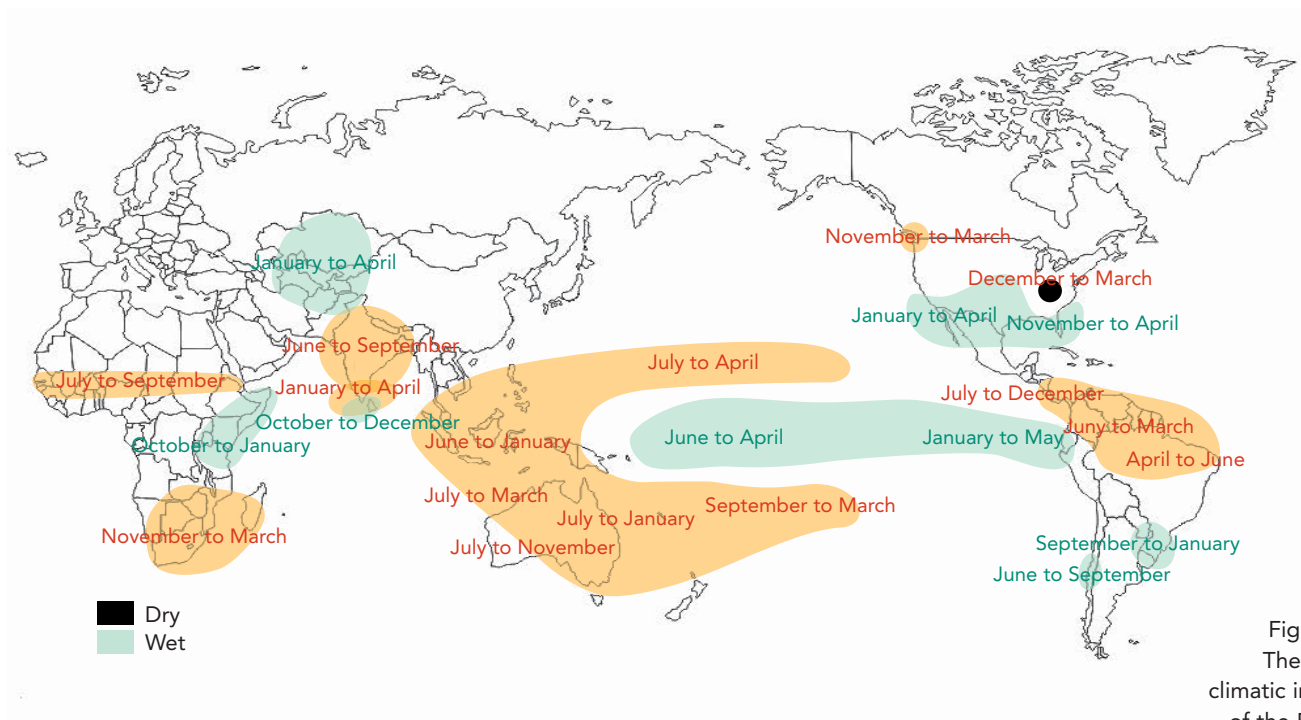 November to March
January to April
December to March
January to April
November to April
June to September
July to April
July to September
January to April
July to December
October to December
Juny to March
October to January
June to January
June to April
January to May
April to June
July to March
September to March
July to January
November to March
July to November
September to January
June to September
Dry
Wet
Fig
The
climatic i
of the